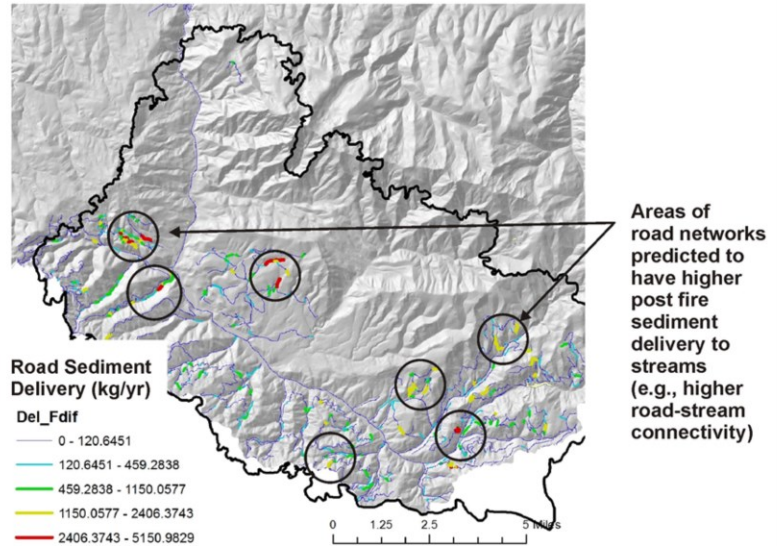 Areas of
road networks
predicted to
have higher
post fire
sediment
delivery to
streams
(e.g., higher
road-stream
connectivity)
Road Sediment
Delivery (kg/yr)
Del_Fdif
0 - 120.6451
120.6451 - 459.2838
459.2838 - 1150.0577
1150.0577 - 2406.3743
2406.3743 - 5150.9829
0 1.25 2.5 5 Miles